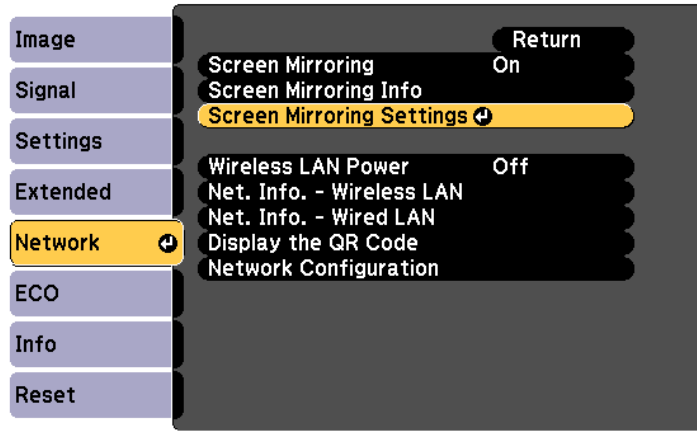 Image
Signal
Settings
Extended
Network
ECO
Info
Reset
Return
Screen Mirroring On
Screen Mirroring Info
Screen Mirroring Settings
Wireless LAN Power Off
Net. Info. - Wireless LAN
Net. Info. - Wired LAN
Display the QR Code
Network Configuration